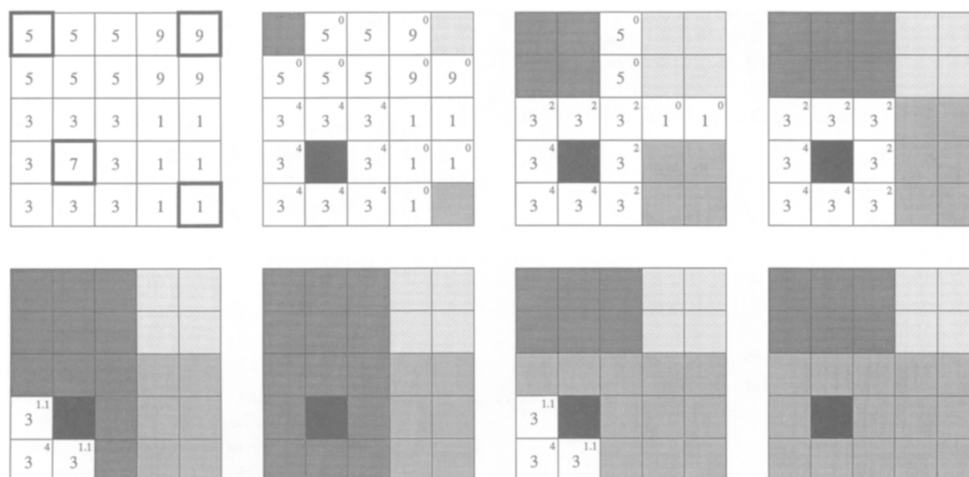 5 5 5 9 9
5 5 5 9 9
3 3 3 1 1
3 7 3 1 1
3 3 3 1 1
5 0 5 9 0
5 0 5 0 5 9 0 9 0
3 4 3 4 3 4 1 1
3 4 3 4 1 0 1 0
3 4 3 4 3 4 1 0
5 0
5 0
3 2 3 2 3 2 1 0 1 0
3 4 3 2
3 4 3 4 3 2
3 2 3 2 3 2
3 4 3 2
3 4 3 4 3 2
3 1.1
3 4 3 1.1
3 1.1
3 4 3 1.1